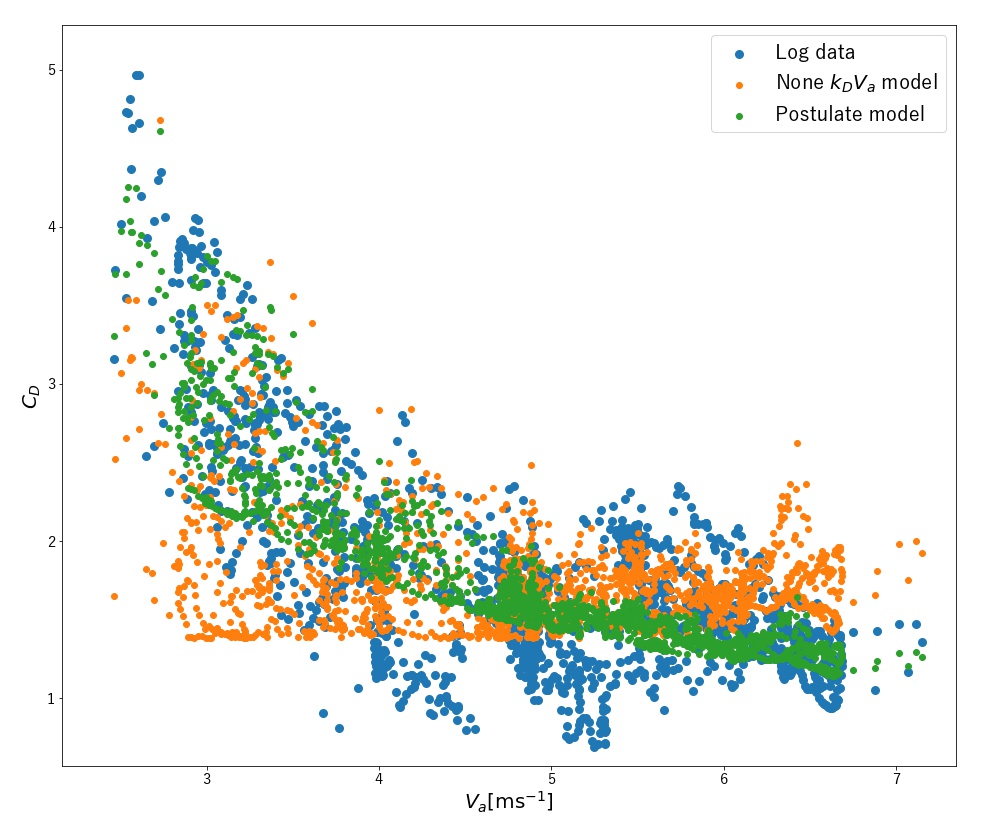 Log data
None k_D V_a model
Postulate model
5
4
3
2
1
C_D
3 4 5 6 7
V_a[ms⁻¹]